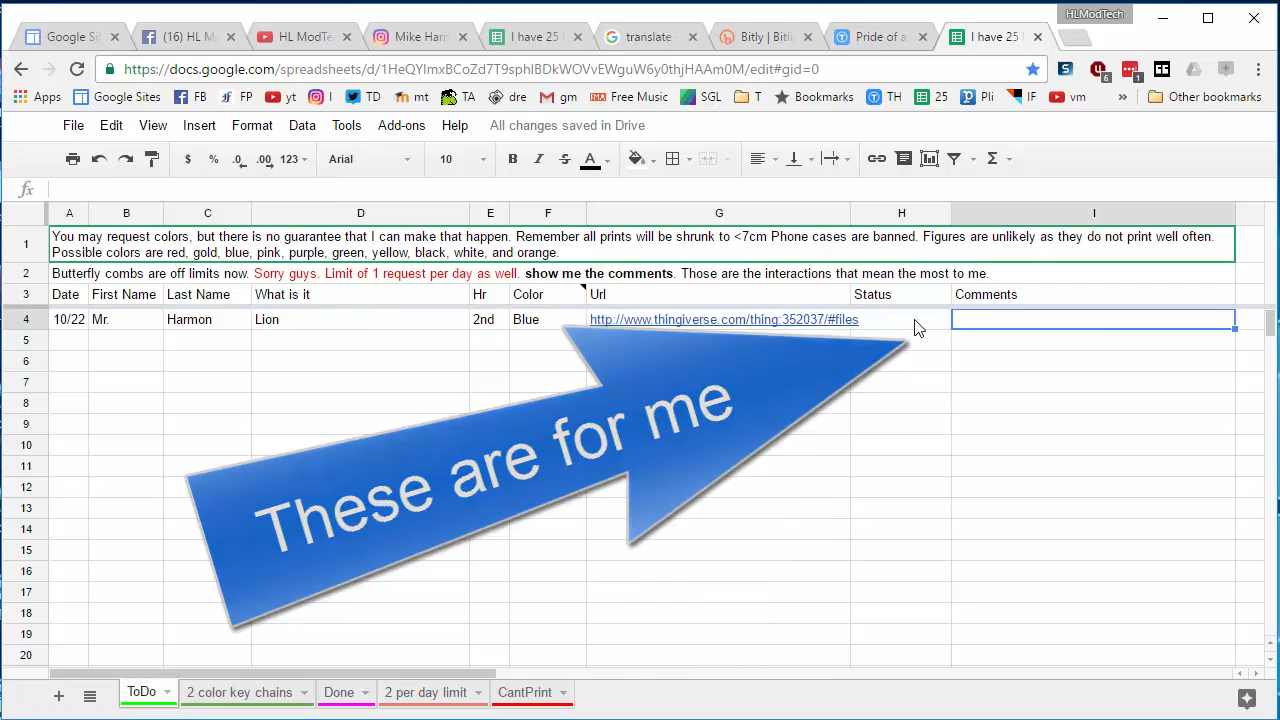 HLModTech
Google Sit
(16) HL M
HL ModTe
Mike Harn
I have 25
translate -
Bitly | Bitl
Pride of a
I have 25
https://docs.google.com/spreadsheets/d/1HeQYlmxBCoZd7T9sphIBDkWOVvEWguW6y0thjHAAm0M/edit#gid=0
6
1
Apps
Google Sites
FB
FP
yt
I
TD
mt
TA
dre
gm
Free Music
SGL
T
Bookmarks
TH
25
Pli
IF
vm
»
Other bookmarks
File Edit View Insert Format Data Tools Add-ons Help All changes saved in Drive
$ % .0 .00 123 Arial 10 B I S A Σ
fx
A B C D E F G H I
1 You may request colors, but there is no guarantee that I can make that happen. Remember all prints will be shrunk to <7cm Phone cases are banned. Figures are unlikely as they do not print well often.
Possible colors are red, gold, blue, pink, purple, green, yellow, black, white, and orange.
2 Butterfly combs are off limits now. Sorry guys. Limit of 1 request per day as well. show me the comments. Those are the interactions that mean the most to me.
3 Date First Name Last Name What is it Hr Color Url Status Comments
4 10/22 Mr. Harmon Lion 2nd Blue http://www.thingiverse.com/thing:352037/#files
5
6
7
8
9
10
11
12
13
14
15
16
17
18
19
20
These are for me
ToDo 2 color key chains Done 2 per day limit CantPrint